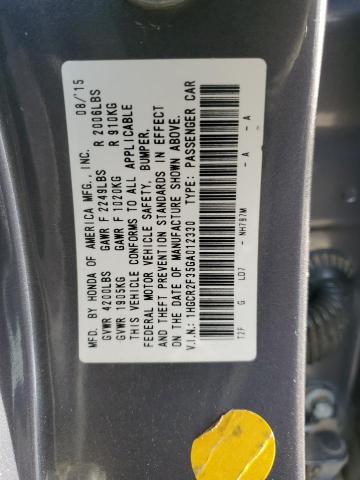 MFD. BY HONDA OF AMERICA MFG., INC. 08/'15
GVWR 4200LBS GAWR F 2249LBS R 2006LBS
GVWR 1905KG GAWR F 1020KG R 910KG
THIS VEHICLE CONFORMS TO ALL APPLICABLE
FEDERAL MOTOR VEHICLE SAFETY, BUMPER,
AND THEFT PREVENTION STANDARDS IN EFFECT
ON THE DATE OF MANUFACTURE SHOWN ABOVE.
V.I.N.: 1HGCR2F35GA012330 TYPE: PASSENGER CAR
T2F G LD7 - NH797M - A - A